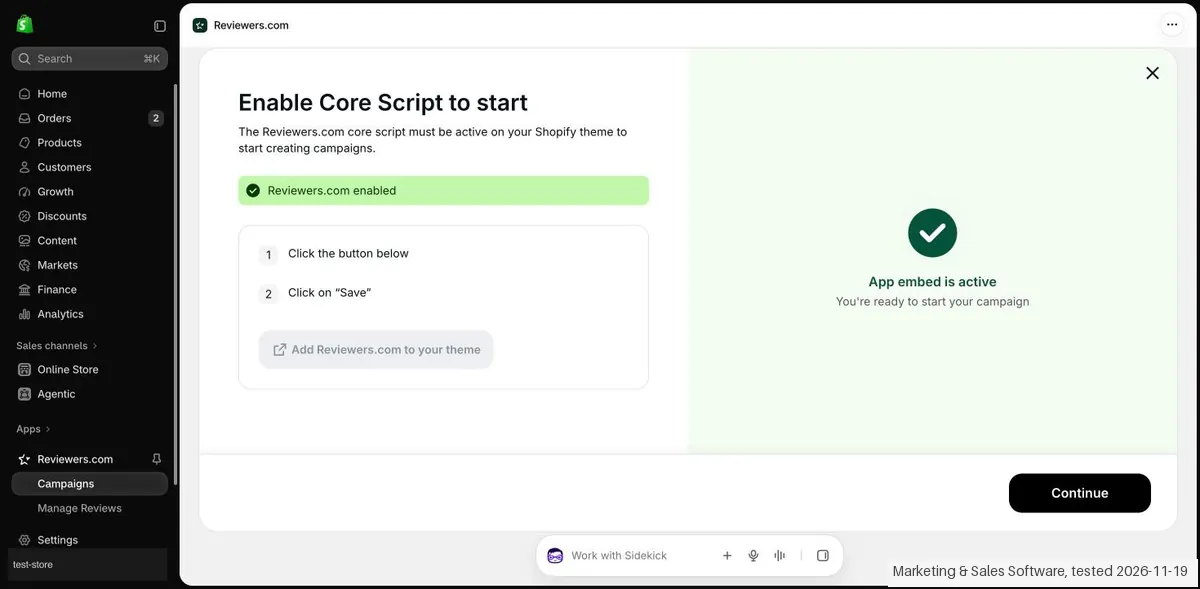 Reviewers.com
Search ⌘K
Home
Orders 2
Products
Customers
Growth
Discounts
Content
Markets
Finance
Analytics
Sales channels
Online Store
Agentic
Apps
Reviewers.com
Campaigns
Manage Reviews
Settings
test-store
Enable Core Script to start
The Reviewers.com core script must be active on your Shopify theme to
start creating campaigns.
Reviewers.com enabled
1 Click the button below
2 Click on “Save”
Add Reviewers.com to your theme
App embed is active
You're ready to start your campaign
Continue
Work with Sidekick
Marketing & Sales Software, tested 2026-11-19